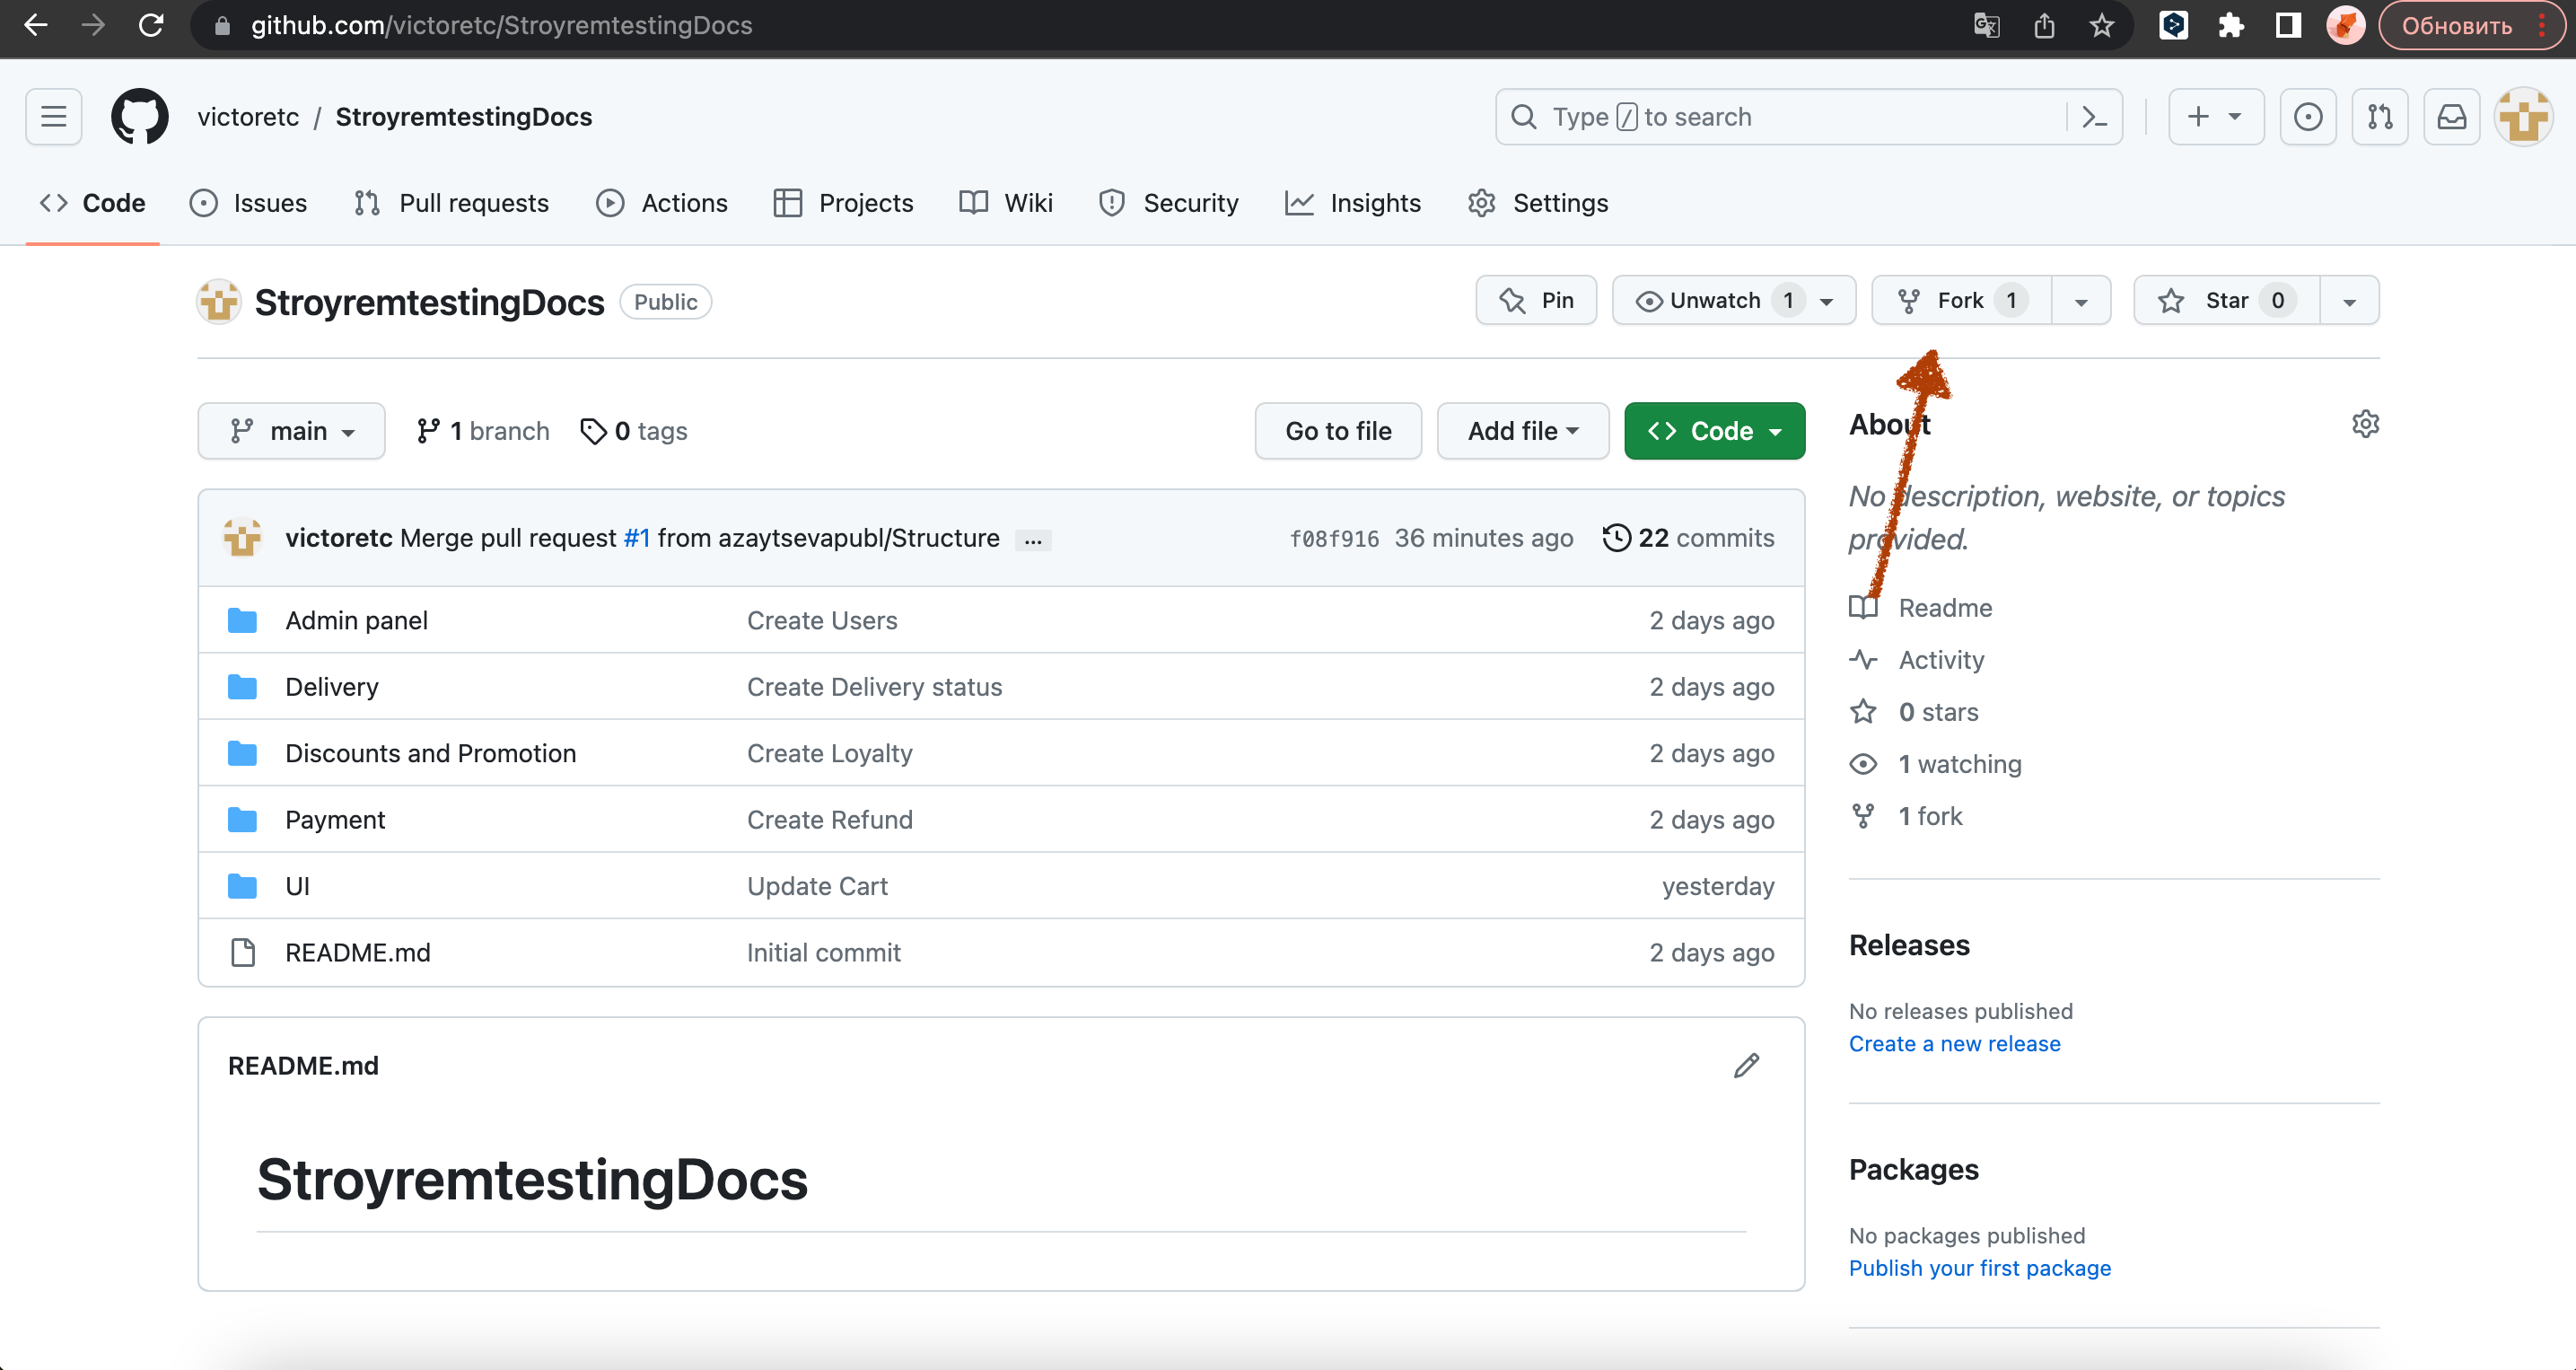 github.com/victoretc/StroyremtestingDocs
Обновить
victoretc / StroyremtestingDocs
Type / to search
Code Issues Pull requests Actions Projects Wiki Security Insights Settings
StroyremtestingDocs Public
Pin Unwatch 1 Fork 1 Star 0
main 1 branch 0 tags
Go to file Add file Code
victoretc Merge pull request #1 from azaytsevapubl/Structure ... f08f916 36 minutes ago 22 commits
Admin panel Create Users 2 days ago
Delivery Create Delivery status 2 days ago
Discounts and Promotion Create Loyalty 2 days ago
Payment Create Refund 2 days ago
UI Update Cart yesterday
README.md Initial commit 2 days ago
README.md
StroyremtestingDocs
About
No description, website, or topics
provided.
Readme
Activity
0 stars
1 watching
1 fork
Releases
No releases published
Create a new release
Packages
No packages published
Publish your first package